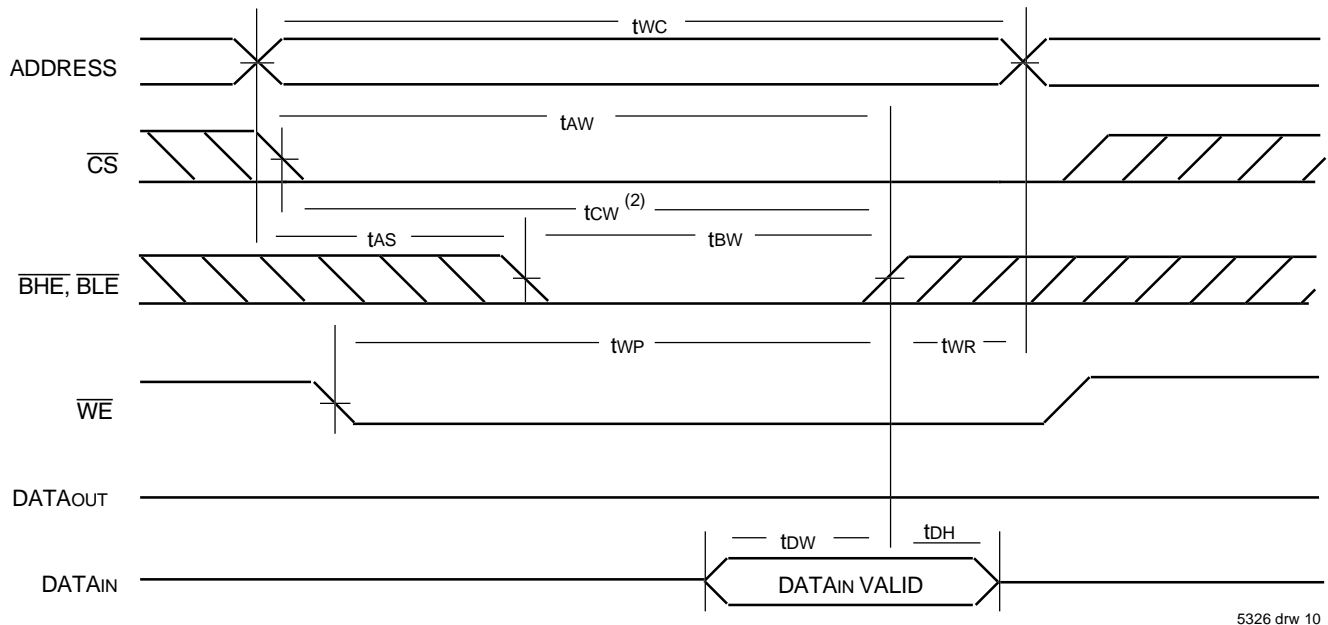 tWC
ADDRESS
tAW
CS
tCW (2)
tAS
tBW
BHE, BLE
tWP
tWR
WE
DATAOUT
tDW
tDH
DATAIN
DATAIN VALID
5326 drw 10